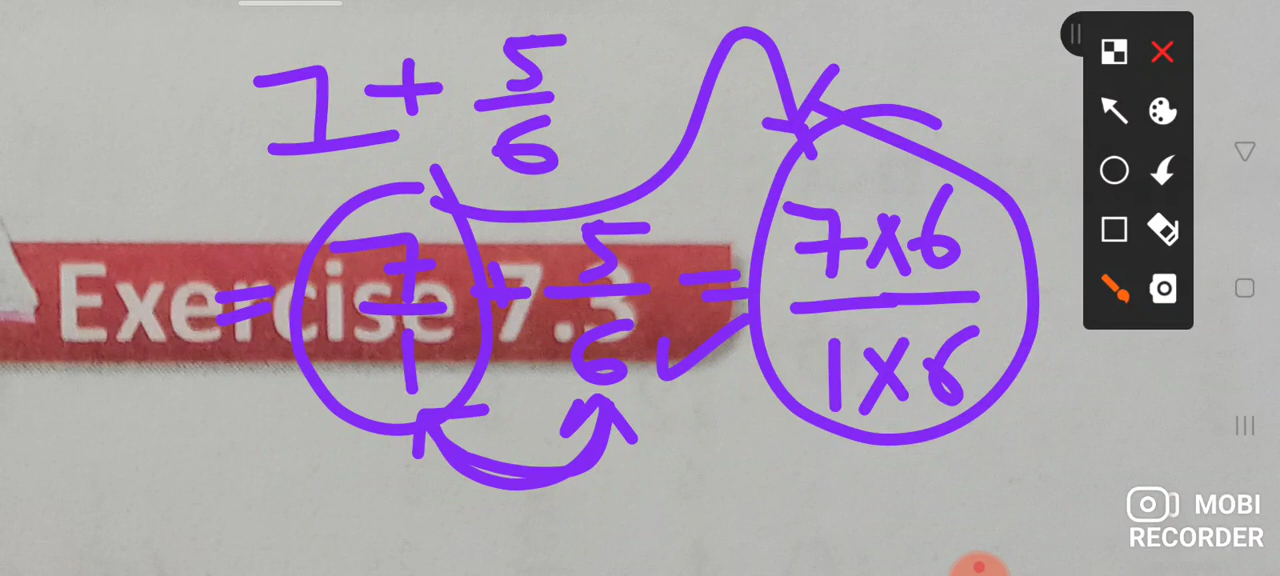 7 + 5/6
= 7/1 + 5/6 = 7×6/1×6
Exercise 7.3
MOBI
RECORDER